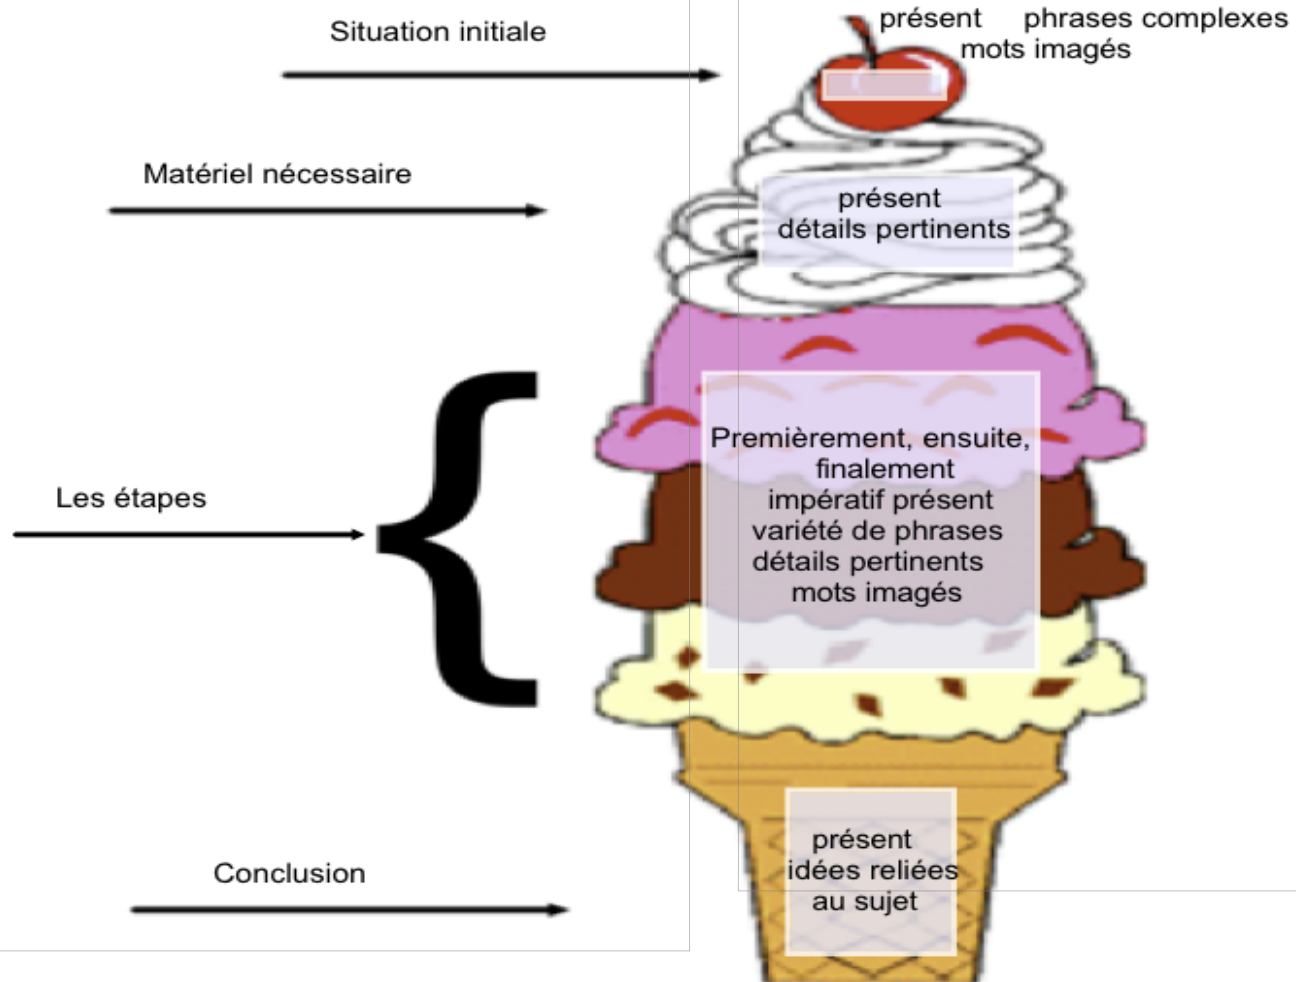 Situation initiale
présent phrases complexes
mots imagés
Matériel nécessaire
présent
détails pertinents
Les étapes
Premièrement, ensuite,
finalement
impératif présent
variété de phrases
détails pertinents
mots imagés
Conclusion
présent
idées reliées
au sujet